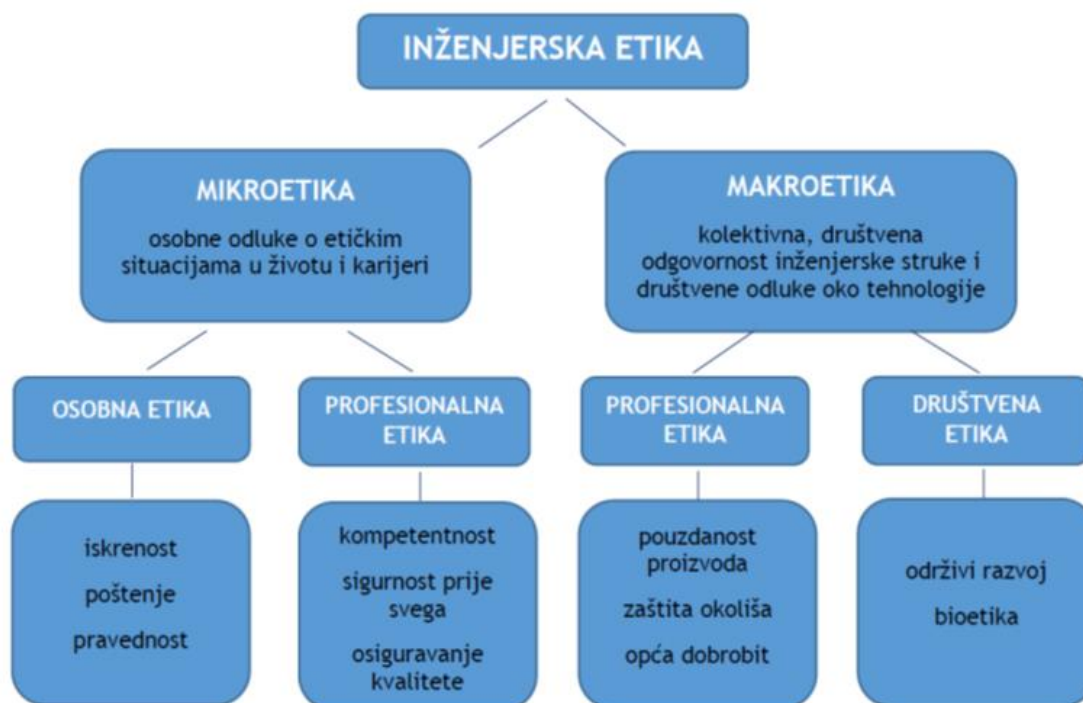 INŽENJERSKA ETIKA
MIKROETIKA
osobne odluke o etičkim
situacijama u životu i karijeri
MAKROETIKA
kolektivna, društvena
odgovornost inženjerske struke i
društvene odluke oko tehnologije
OSOBNA ETIKA
PROFESIONALNA
ETIKA
PROFESIONALNA
ETIKA
DRUŠTVENA
ETIKA
iskrenost
poštenje
pravednost
kompetentnost
sigurnost prije
svega
osiguravanje
kvalitete
pouzdanost
proizvoda
zaštita okoliša
opća dobrobit
održivi razvoj
bioetika